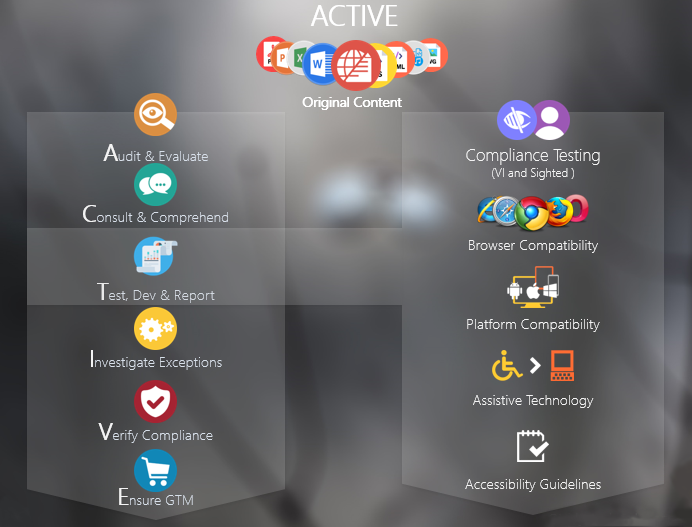 ACTIVE
Original Content
Audit & Evaluate
Consult & Comprehend
Test, Dev & Report
Investigate Exceptions
Verify Compliance
Ensure GTM
Compliance Testing
(VI and Sighted )
Browser Compatibility
Platform Compatibility
Assistive Technology
Accessibility Guidelines